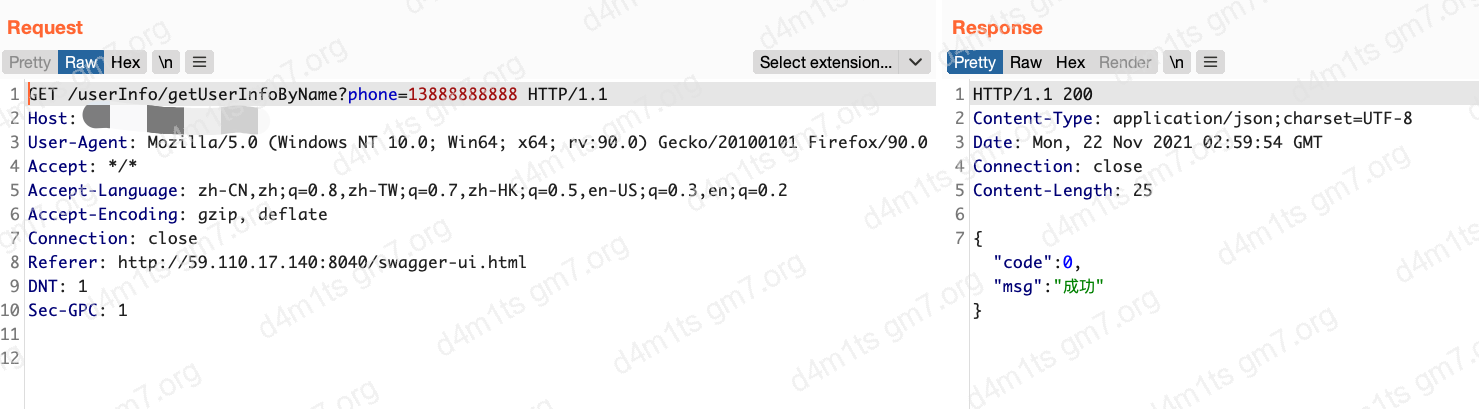 Request
Pretty Raw Hex \n Select extension...
1 GET /userInfo/getUserInfoByName?phone=13888888888 HTTP/1.1
2 Host:
3 User-Agent: Mozilla/5.0 (Windows NT 10.0; Win64; x64; rv:90.0) Gecko/20100101 Firefox/90.0
4 Accept: */*
5 Accept-Language: zh-CN,zh;q=0.8,zh-TW;q=0.7,zh-HK;q=0.5,en-US;q=0.3,en;q=0.2
6 Accept-Encoding: gzip, deflate
7 Connection: close
8 Referer: http://59.110.17.140:8040/swagger-ui.html
9 DNT: 1
10 Sec-GPC: 1
11
12
Response
Pretty Raw Hex Render \n
1 HTTP/1.1 200
2 Content-Type: application/json;charset=UTF-8
3 Date: Mon, 22 Nov 2021 02:59:54 GMT
4 Connection: close
5 Content-Length: 25
6
7 {
"code":0,
"msg":"成功"
}
d4m1ts gm7.org